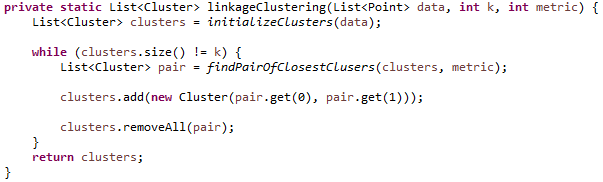 private static List<Cluster> linkageClustering(List<Point> data, int k, int metric) {
List<Cluster> clusters = initializeClusters(data);
while (clusters.size() != k) {
List<Cluster> pair = findPairOfClosestClusers(clusters, metric);
clusters.add(new Cluster(pair.get(0), pair.get(1)));
clusters.removeAll(pair);
}
return clusters;
}